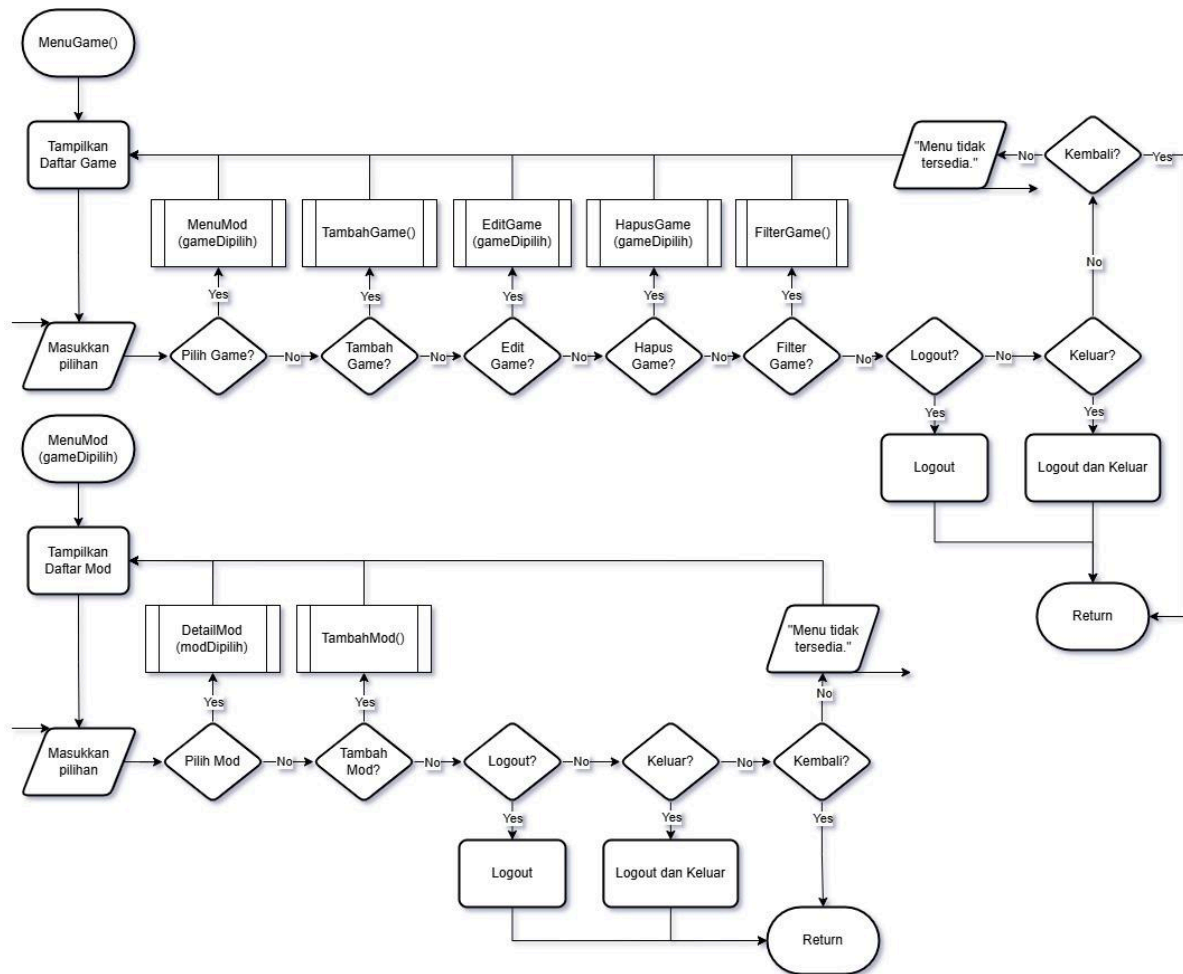 MenuGame()
Tampilkan
Daftar Game
"Menu tidak
tersedia."
No
Kembali?
Yes
MenuMod
(gameDipilih)
TambahGame()
EditGame
(gameDipilih)
HapusGame
(gameDipilih)
FilterGame()
No
Yes
Yes
Yes
Yes
Yes
Masukkan
pilihan
Pilih Game?
No
Tambah
Game?
No
Edit
Game?
No
Hapus
Game?
No
Filter
Game?
No
Logout?
No
Keluar?
Yes
Yes
Logout
Logout dan Keluar
Return
MenuMod
(gameDipilih)
Tampilkan
Daftar Mod
DetailMod
(modDipilih)
TambahMod()
"Menu tidak
tersedia."
Yes
Yes
No
Masukkan
pilihan
Pilih Mod
No
Tambah
Mod?
No
Logout?
No
Keluar?
No
Kembali?
Yes
Yes
Yes
Logout
Logout dan Keluar
Return